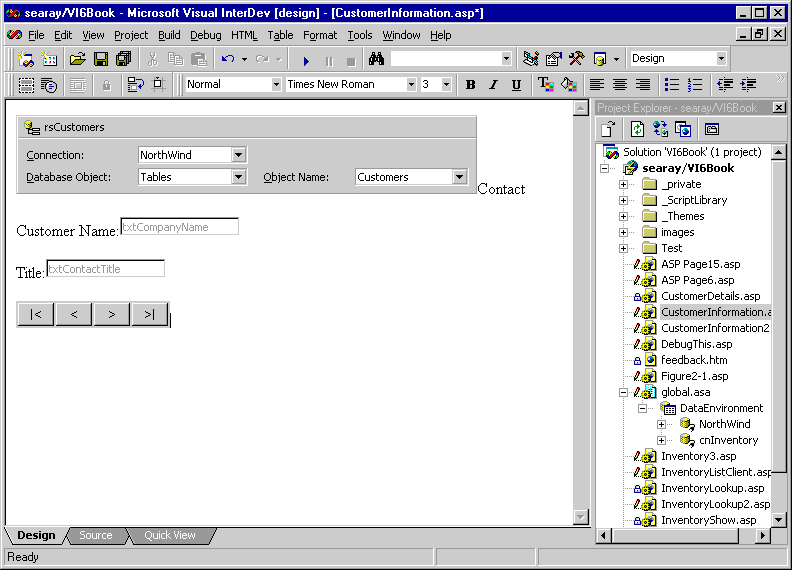 searay/VI6Book - Microsoft Visual InterDev [design] - [CustomerInformation.asp*]
File Edit View Project Build Debug HTML Table Format Tools Window Help
Design
Normal Times New Roman 3 B I U
Project Explorer - searay/VI6Book
rsCustomers
Connection: NorthWind
Database Object: Tables Object Name: Customers
Contact
Customer Name: txtCompanyName
Title: txtContactTitle
|< < > >|
Solution 'VI6Book' (1 project)
searay/VI6Book
_private
_ScriptLibrary
_Themes
images
Test
ASP Page15.asp
ASP Page6.asp
CustomerDetails.asp
CustomerInformation.a
CustomerInformation2
DebugThis.asp
feedback.htm
Figure2-1.asp
global.asa
DataEnvironment
NorthWind
cnInventory
Inventory3.asp
InventoryListClient.asp
InventoryLookup.asp
InventoryLookup2.asp
InventoryShow.asp
Design Source Quick View
Ready